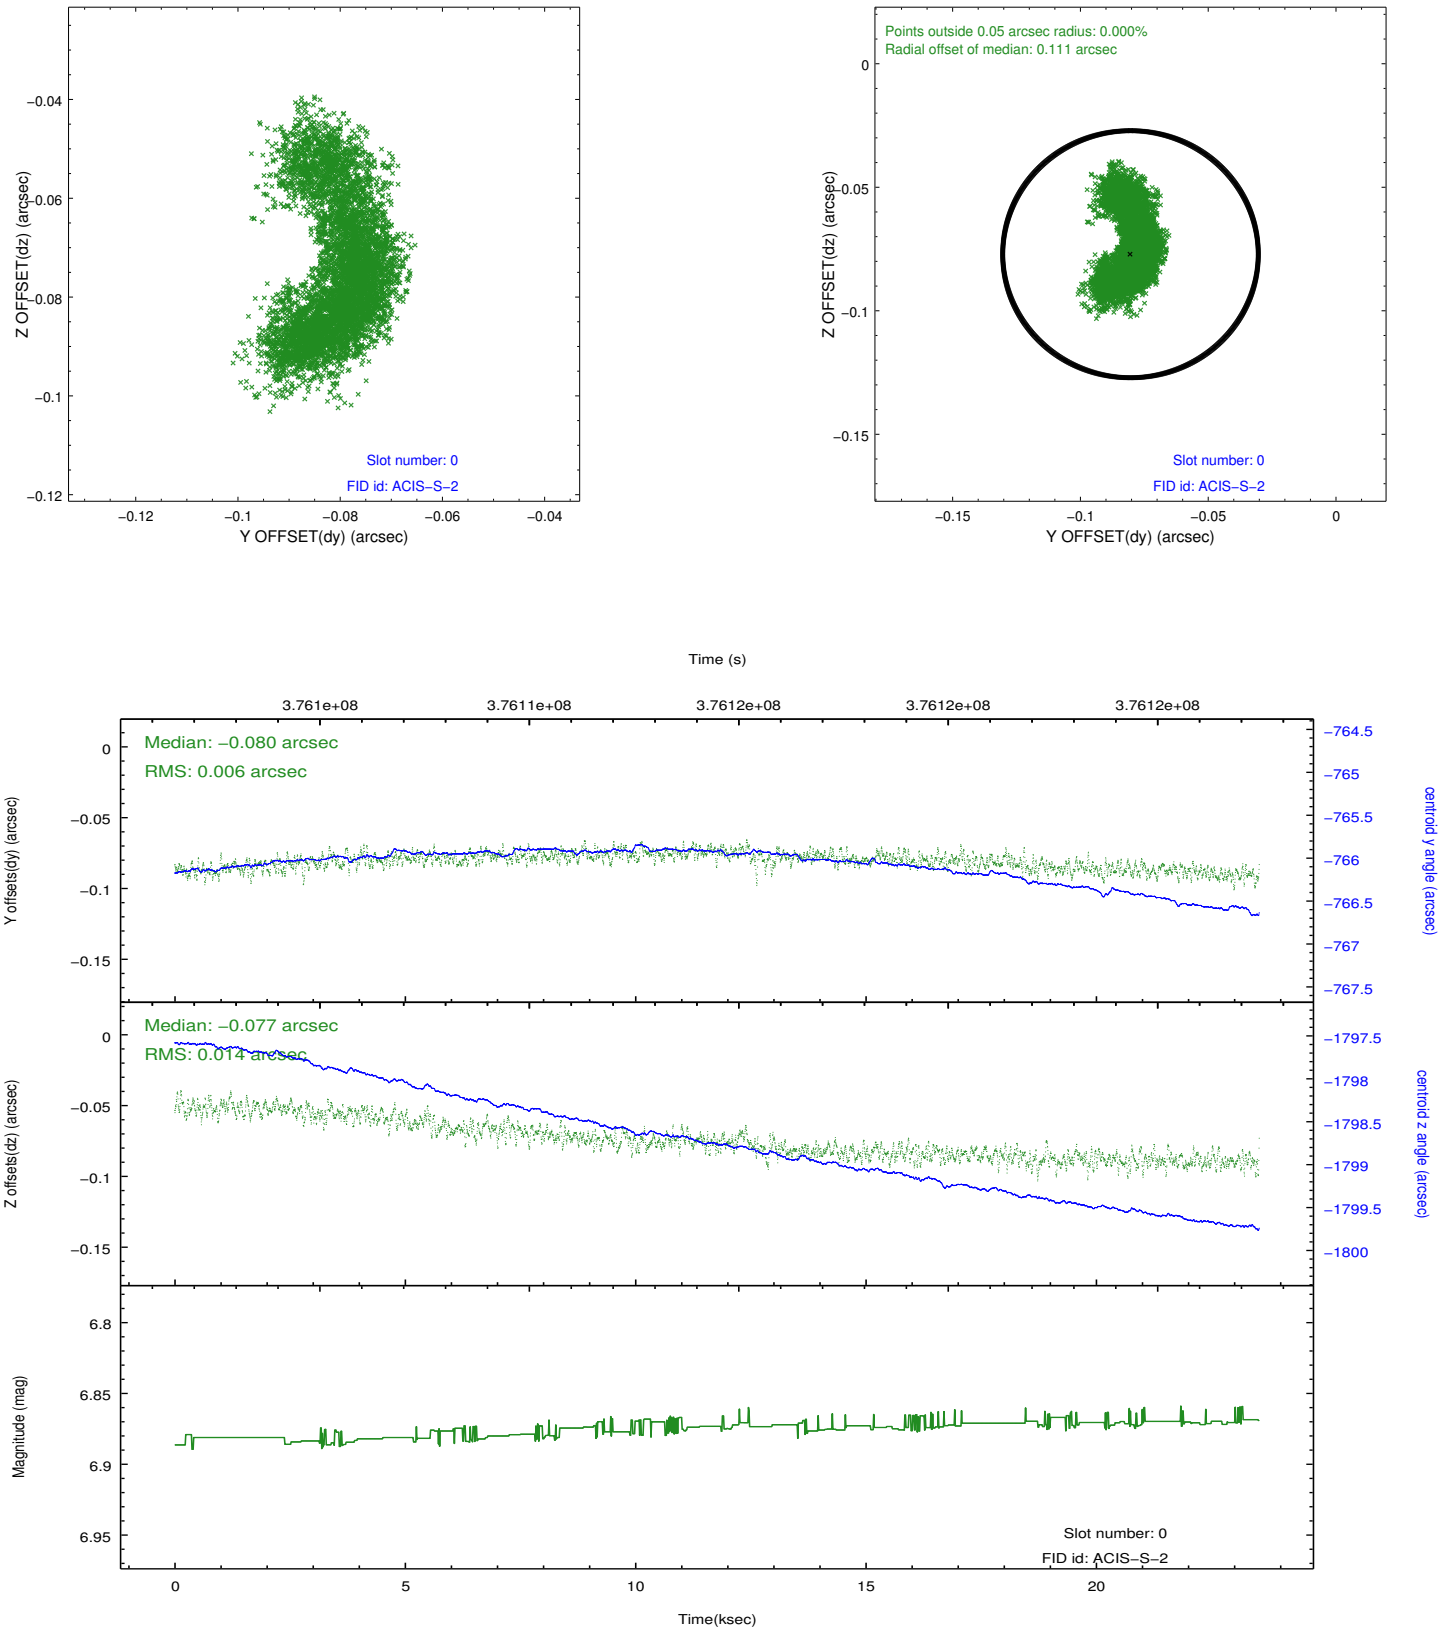 −0.04
−0.06
−0.08
−0.1
−0.12
Z OFFSET(dz) (arcsec)
Slot number: 0
FID id: ACIS−S−2
−0.12
−0.1
−0.08
−0.06
−0.04
Y OFFSET(dy) (arcsec)
Points outside 0.05 arcsec radius: 0.000%
Radial offset of median: 0.111 arcsec
0
−0.05
−0.1
−0.15
Z OFFSET(dz) (arcsec)
Slot number: 0
FID id: ACIS−S−2
−0.15
−0.1
−0.05
0
Y OFFSET(dy) (arcsec)
Time (s)
3.761e+08
3.7611e+08
3.7612e+08
3.7612e+08
3.7612e+08
Median: −0.080 arcsec
RMS: 0.006 arcsec
0
−0.05
−0.1
−0.15
Y offsets(dy) (arcsec)
−764.5
−765
−765.5
−766
−766.5
−767
−767.5
centroid y angle (arcsec)
Median: −0.077 arcsec
RMS: 0.014 arcsec
0
−0.05
−0.1
−0.15
Z offsets(dz) (arcsec)
−1797.5
−1798
−1798.5
−1799
−1799.5
−1800
centroid z angle (arcsec)
6.8
6.85
6.9
6.95
Magnitude (mag)
Slot number: 0
FID id: ACIS−S−2
0
5
10
15
20
Time(ksec)